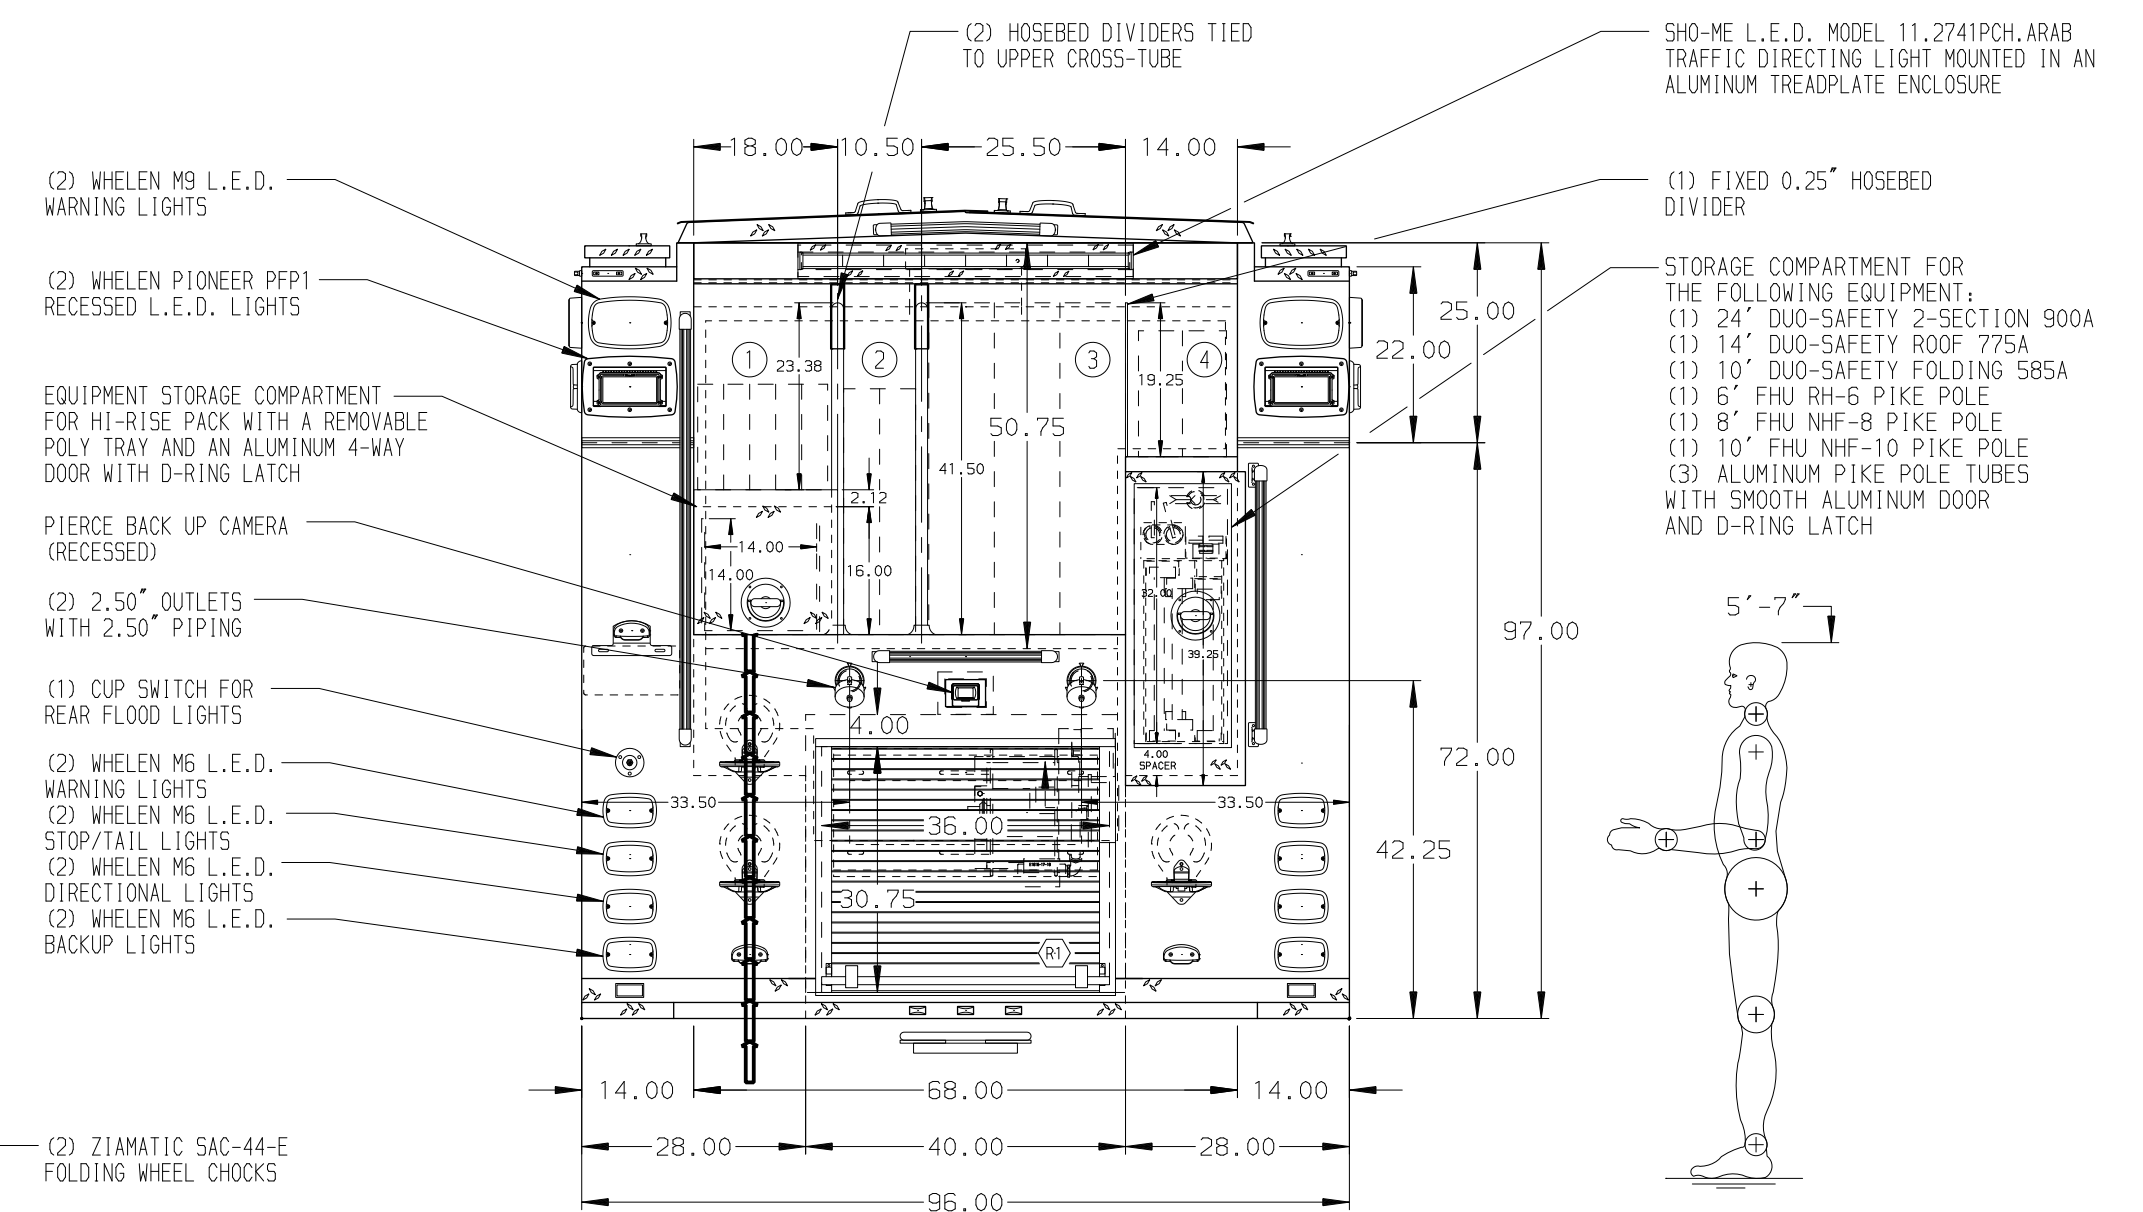 (2) HOSEBED DIVIDERS TIED
TO UPPER CROSS-TUBE
SHO-ME L.E.D. MODEL 11.2741PCH.ARAB
TRAFFIC DIRECTING LIGHT MOUNTED IN AN
ALUMINUM TREADPLATE ENCLOSURE
18.00
10.50
25.50
14.00
(2) WHELEN M9 L.E.D.
WARNING LIGHTS
(1) FIXED 0.25" HOSEBED
DIVIDER
(2) WHELEN PIONEER PFP1
RECESSED L.E.D. LIGHTS
STORAGE COMPARTMENT FOR
THE FOLLOWING EQUIPMENT:
(1) 24' DUO-SAFETY 2-SECTION 900A
(1) 14' DUO-SAFETY ROOF 775A
(1) 10' DUO-SAFETY FOLDING 585A
(1) 6' FHU RH-6 PIKE POLE
(1) 8' FHU NHF-8 PIKE POLE
(1) 10' FHU NHF-10 PIKE POLE
(3) ALUMINUM PIKE POLE TUBES
WITH SMOOTH ALUMINUM DOOR
AND D-RING LATCH
25.00
22.00
1
2
3
4
23.38
19.25
50.75
41.50
2.12
EQUIPMENT STORAGE COMPARTMENT
FOR HI-RISE PACK WITH A REMOVABLE
POLY TRAY AND AN ALUMINUM 4-WAY
DOOR WITH D-RING LATCH
PIERCE BACK UP CAMERA
(RECESSED)
14.00
14.00
16.00
32.00
39.25
(2) 2.50" OUTLETS
WITH 2.50" PIPING
97.00
5'-7"
(1) CUP SWITCH FOR
REAR FLOOD LIGHTS
4.00
4.00
SPACER
72.00
(2) WHELEN M6 L.E.D.
WARNING LIGHTS
(2) WHELEN M6 L.E.D.
STOP/TAIL LIGHTS
(2) WHELEN M6 L.E.D.
DIRECTIONAL LIGHTS
(2) WHELEN M6 L.E.D.
BACKUP LIGHTS
33.50
36.00
33.50
42.25
30.75
R-1
14.00
68.00
14.00
28.00
40.00
28.00
96.00
(2) ZIAMATIC SAC-44-E
FOLDING WHEEL CHOCKS